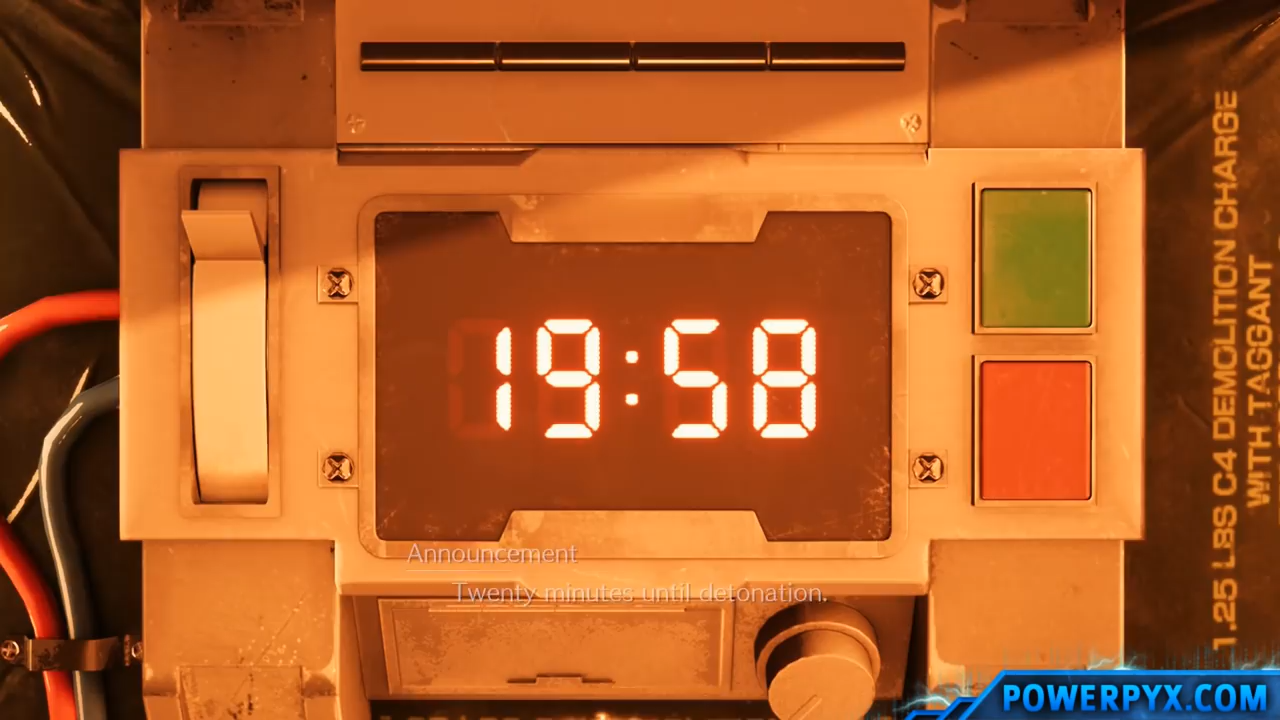 19:58
Announcement
Twenty minutes until detonation.
1.25 LBS C4 DEMOLITION CHARGE
WITH TAGGANT
POWERPYX.COM